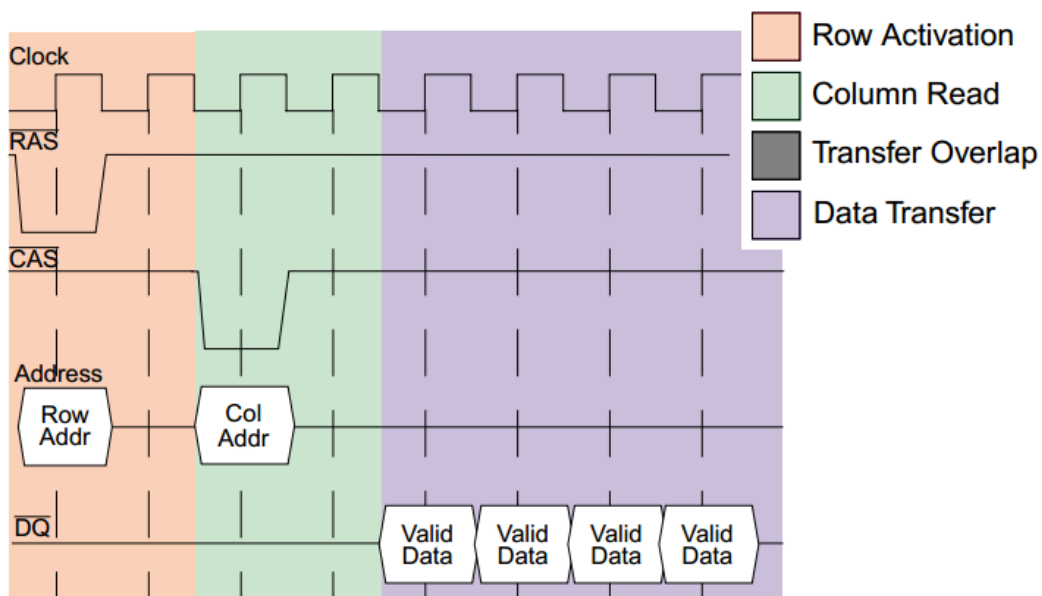 Clock
RAS
CAS
Address
Row
Addr
Col
Addr
DQ
Valid
Data
Valid
Data
Valid
Data
Valid
Data
Row Activation
Column Read
Transfer Overlap
Data Transfer